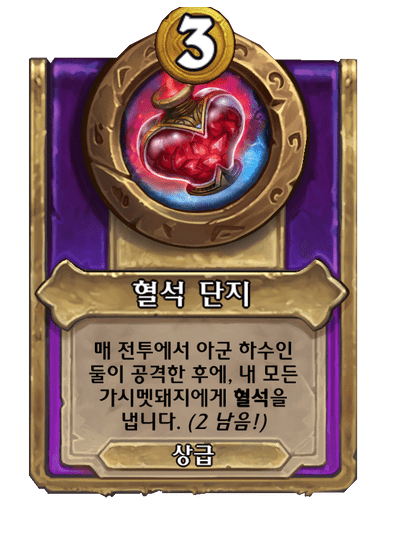 3
혈석 단지
매 전투에서 아군 하수인
둘이 공격한 후에, 내 모든
가시멧돼지에게 혈석을
냅니다. (2 남음!)
상급